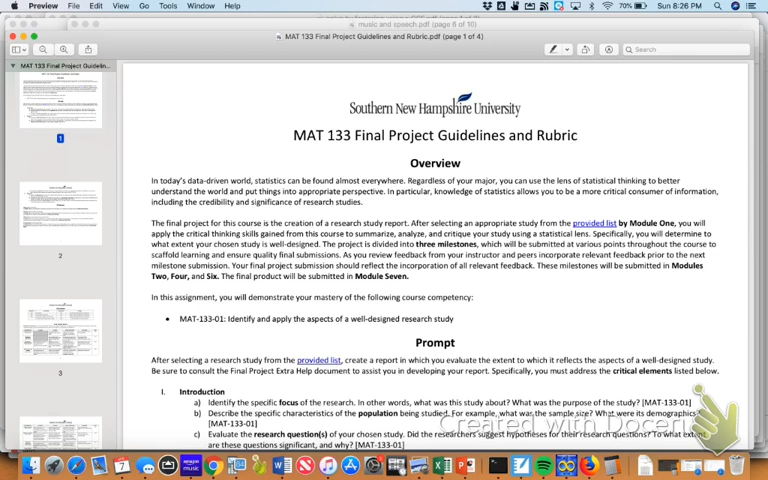 Preview File Edit View Go Tools Window Help
70% Sun 8:26 PM
music and speech.pdf (page 6 of 10)
MAT 133 Final Project Guidelines and Rubric.pdf (page 1 of 4)
Search
MAT 133 Final Project Guidelin...
1
2
3
Southern New Hampshire University
MAT 133 Final Project Guidelines and Rubric
Overview
In today's data-driven world, statistics can be found almost everywhere. Regardless of your major, you can use the lens of statistical thinking to better
understand the world and put things into appropriate perspective. In particular, knowledge of statistics allows you to be a more critical consumer of information,
including the credibility and significance of research studies.
The final project for this course is the creation of a research study report. After selecting an appropriate study from the provided list by Module One, you will
apply the critical thinking skills gained from this course to summarize, analyze, and critique your study using a statistical lens. Specifically, you will determine to
what extent your chosen study is well-designed. The project is divided into three milestones, which will be submitted at various points throughout the course to
scaffold learning and ensure quality final submissions. As you review feedback from your instructor and peers incorporate relevant feedback prior to the next
milestone submission. Your final project submission should reflect the incorporation of all relevant feedback. These milestones will be submitted in Modules
Two, Four, and Six. The final product will be submitted in Module Seven.
In this assignment, you will demonstrate your mastery of the following course competency:
• MAT-133-01: Identify and apply the aspects of a well-designed research study
Prompt
After selecting a research study from the provided list, create a report in which you evaluate the extent to which it reflects the aspects of a well-designed study.
Be sure to consult the Final Project Extra Help document to assist you in developing your report. Specifically, you must address the critical elements listed below.
I. Introduction
a) Identify the specific focus of the research. In other words, what was this study about? What was the purpose of the study? [MAT-133-01]
b) Describe the specific characteristics of the population being studied. For example, what was the sample size? What were its demographics?
[MAT-133-01]
c) Evaluate the research question(s) of your chosen study. Did the researchers suggest hypotheses for their research questions? To what extent
are these questions significant, and why? [MAT-133-01]
Created with Doceri